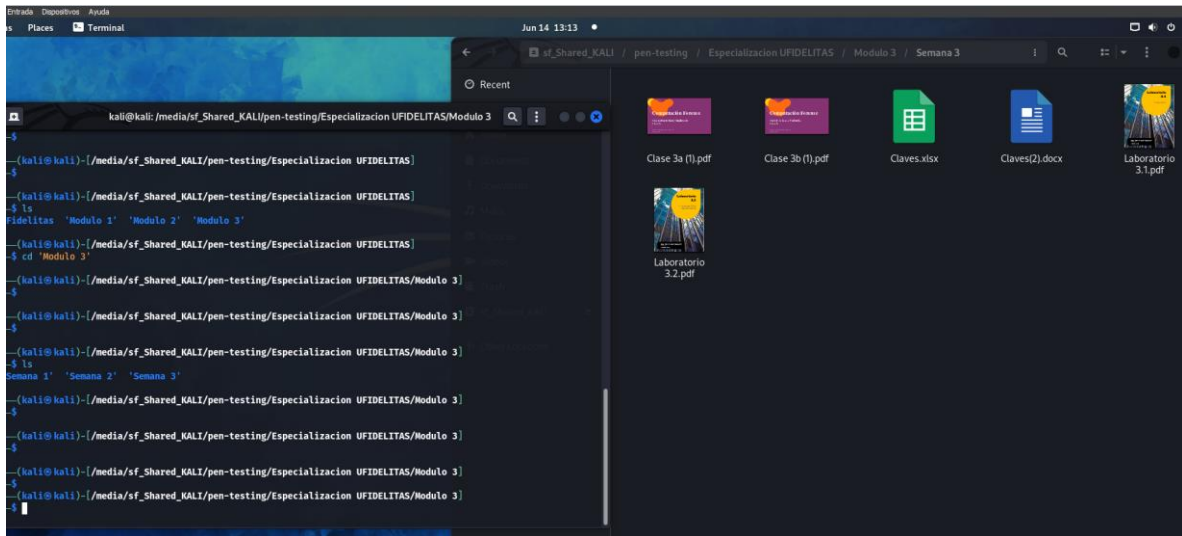 Entrada Dispositivos Ayuda
Places Terminal
Jun 14 13:13
sf_Shared_KALI / pen-testing / Especializacion UFIDELITAS / Modulo 3 / Semana 3
Recent
kali@kali: /media/sf_Shared_KALI/pen-testing/Especializacion UFIDELITAS/Modulo 3
-$
—(kali㉿kali)-[/media/sf_Shared_KALI/pen-testing/Especializacion UFIDELITAS]
-$
—(kali㉿kali)-[/media/sf_Shared_KALI/pen-testing/Especializacion UFIDELITAS]
-$ ls
Fidelitas 'Modulo 1' 'Modulo 2' 'Modulo 3'
—(kali㉿kali)-[/media/sf_Shared_KALI/pen-testing/Especializacion UFIDELITAS]
-$ cd 'Modulo 3'
—(kali㉿kali)-[/media/sf_Shared_KALI/pen-testing/Especializacion UFIDELITAS/Modulo 3]
-$
—(kali㉿kali)-[/media/sf_Shared_KALI/pen-testing/Especializacion UFIDELITAS/Modulo 3]
-$
—(kali㉿kali)-[/media/sf_Shared_KALI/pen-testing/Especializacion UFIDELITAS/Modulo 3]
-$ ls
Semana 1' 'Semana 2' 'Semana 3'
—(kali㉿kali)-[/media/sf_Shared_KALI/pen-testing/Especializacion UFIDELITAS/Modulo 3]
-$
—(kali㉿kali)-[/media/sf_Shared_KALI/pen-testing/Especializacion UFIDELITAS/Modulo 3]
-$
—(kali㉿kali)-[/media/sf_Shared_KALI/pen-testing/Especializacion UFIDELITAS/Modulo 3]
-$
—(kali㉿kali)-[/media/sf_Shared_KALI/pen-testing/Especializacion UFIDELITAS/Modulo 3]
-$
Clase 3a (1).pdf
Clase 3b (1).pdf
Claves.xlsx
Claves(2).docx
Laboratorio
3.1.pdf
Laboratorio
3.2.pdf